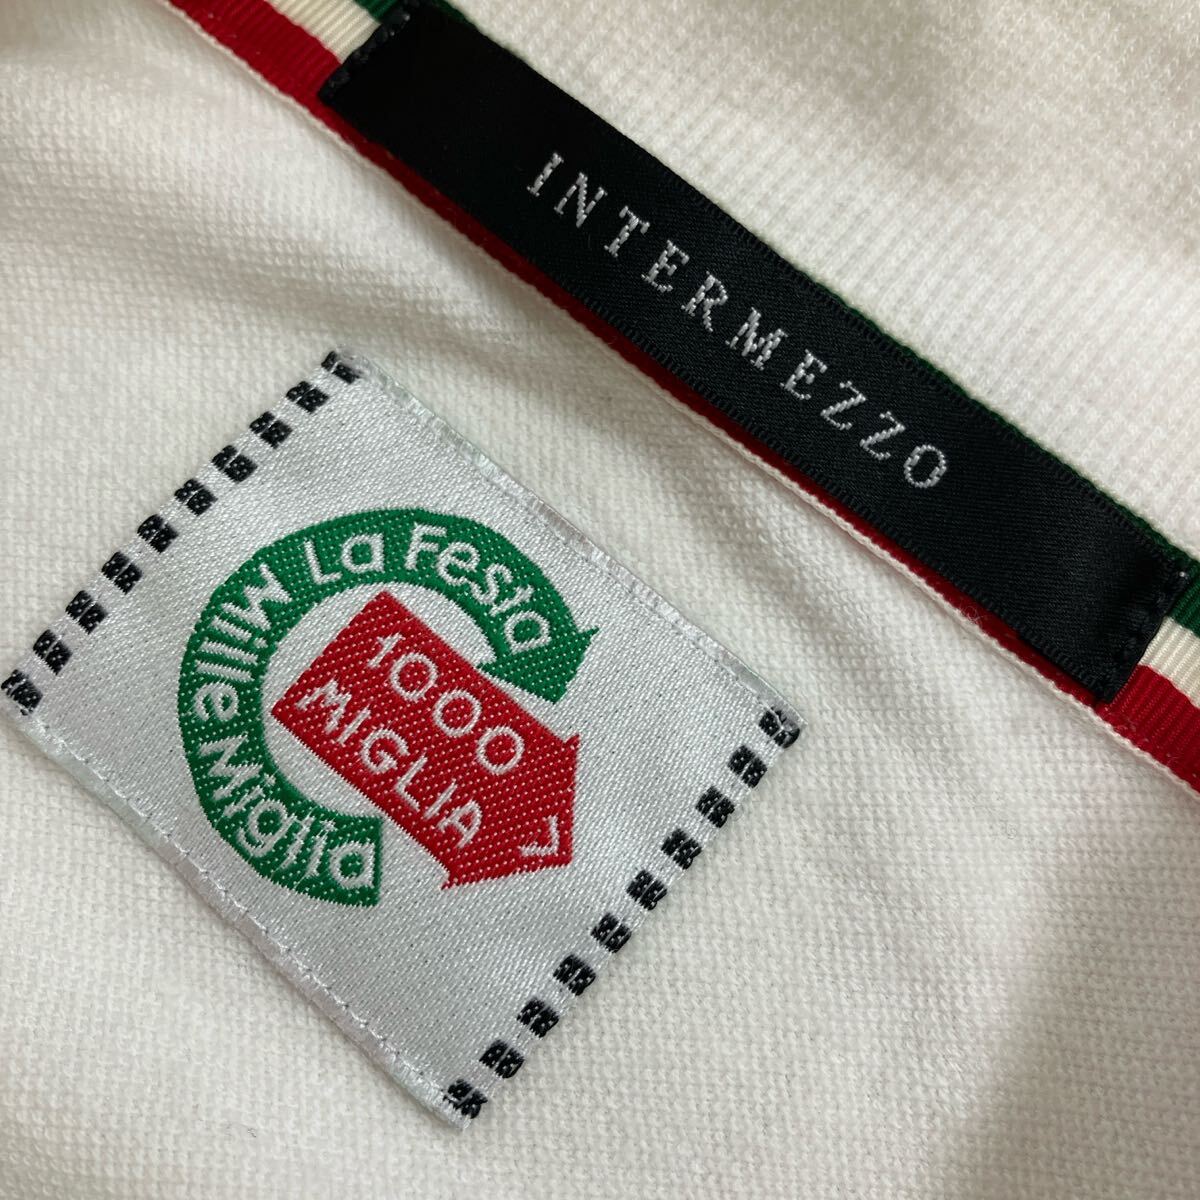 INTERMEZZO
La Festa Mille Miglia
1000
MIGLIA
J